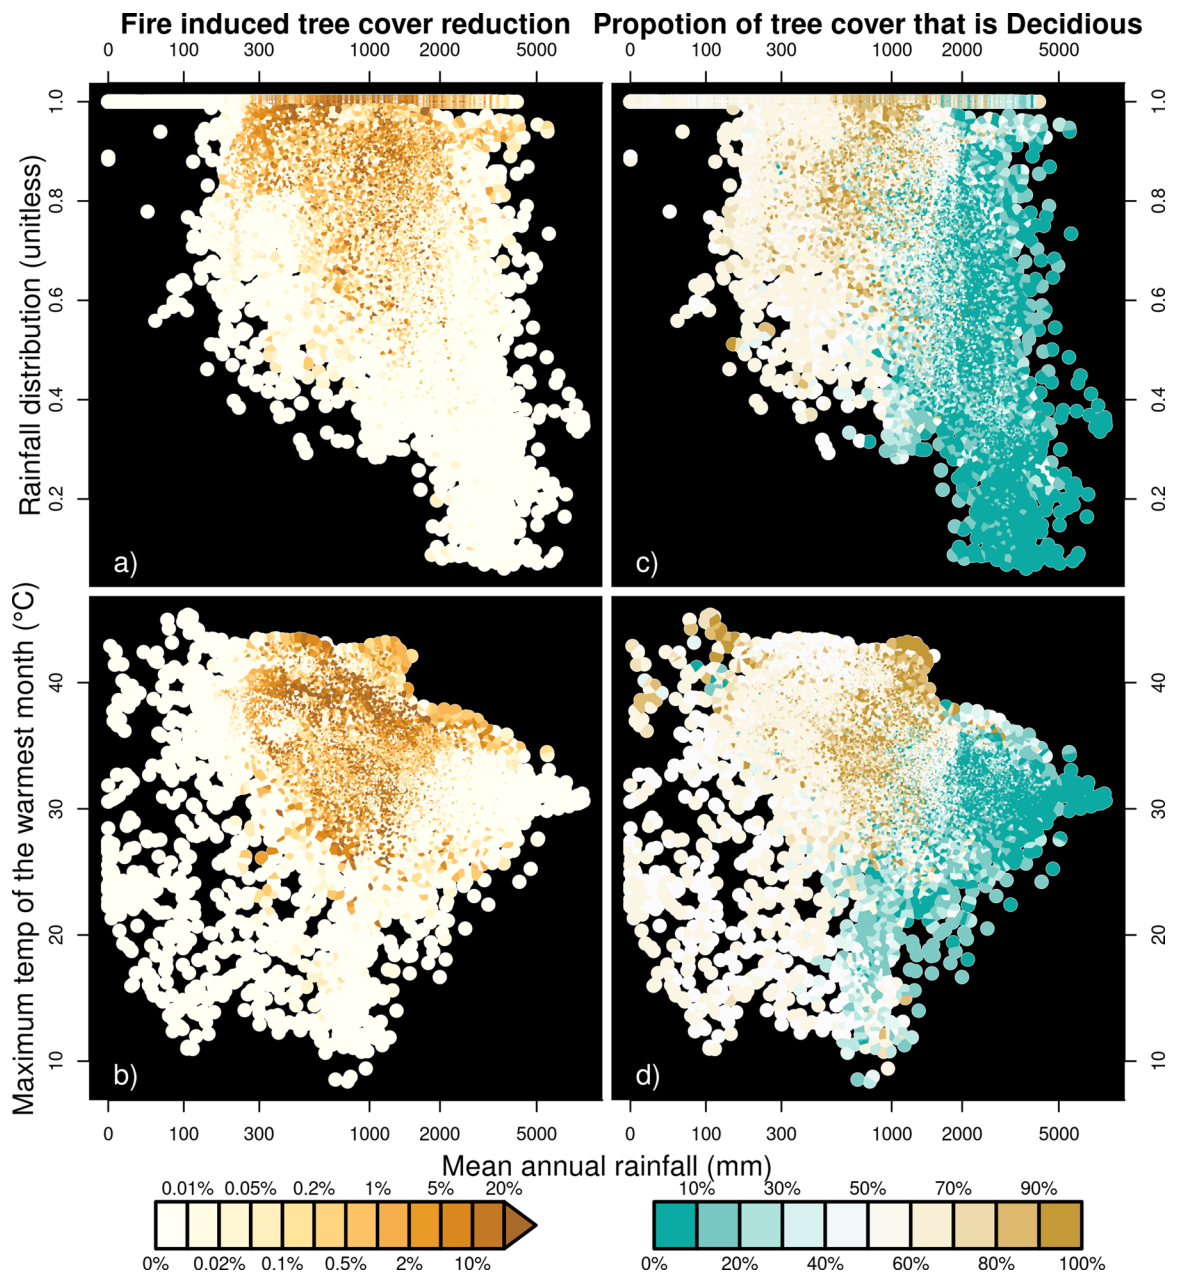 Fire induced tree cover reduction
Propotion of tree cover that is Decidious
0 100 300 1000 2000 5000
0 100 300 1000 2000 5000
Rainfall distribution (unitless)
1.0
0.8
0.6
0.4
0.2
a)
c)
1.0
0.8
0.6
0.4
0.2
Maximum temp of the warmest month (°C)
40
30
20
10
b)
d)
40
30
20
10
0 100 300 1000 2000 5000
0 100 300 1000 2000 5000
Mean annual rainfall (mm)
0.01% 0.05% 0.2% 1% 5% 20%
0% 0.02% 0.1% 0.5% 2% 10%
10% 30% 50% 70% 90%
0% 20% 40% 60% 80% 100%